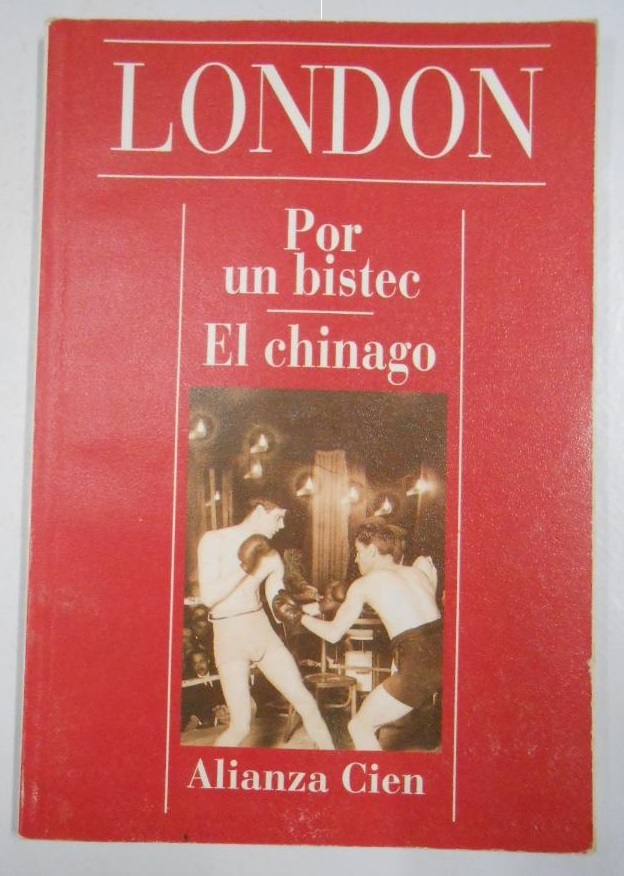 LONDON
Por
un bistec
El chinago
Alianza Cien